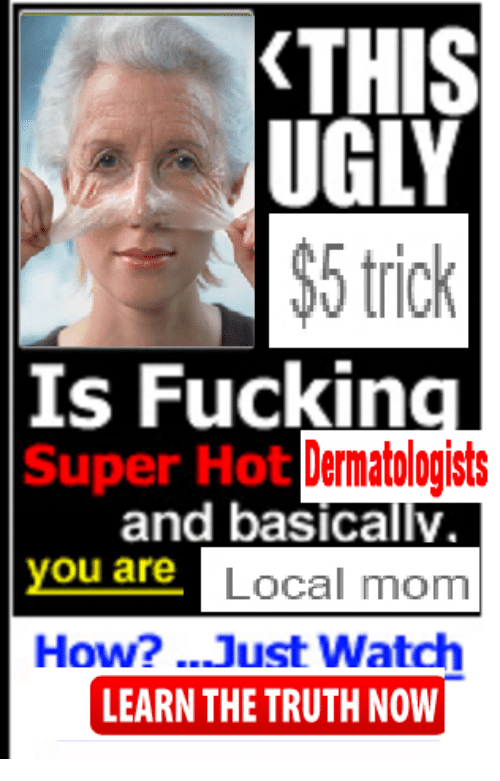 <THIS
UGLY
$5 trick
Is Fucking
Super Hot Dermatologists
and basically.
you are Local mom
How? ...Just Watch
LEARN THE TRUTH NOW